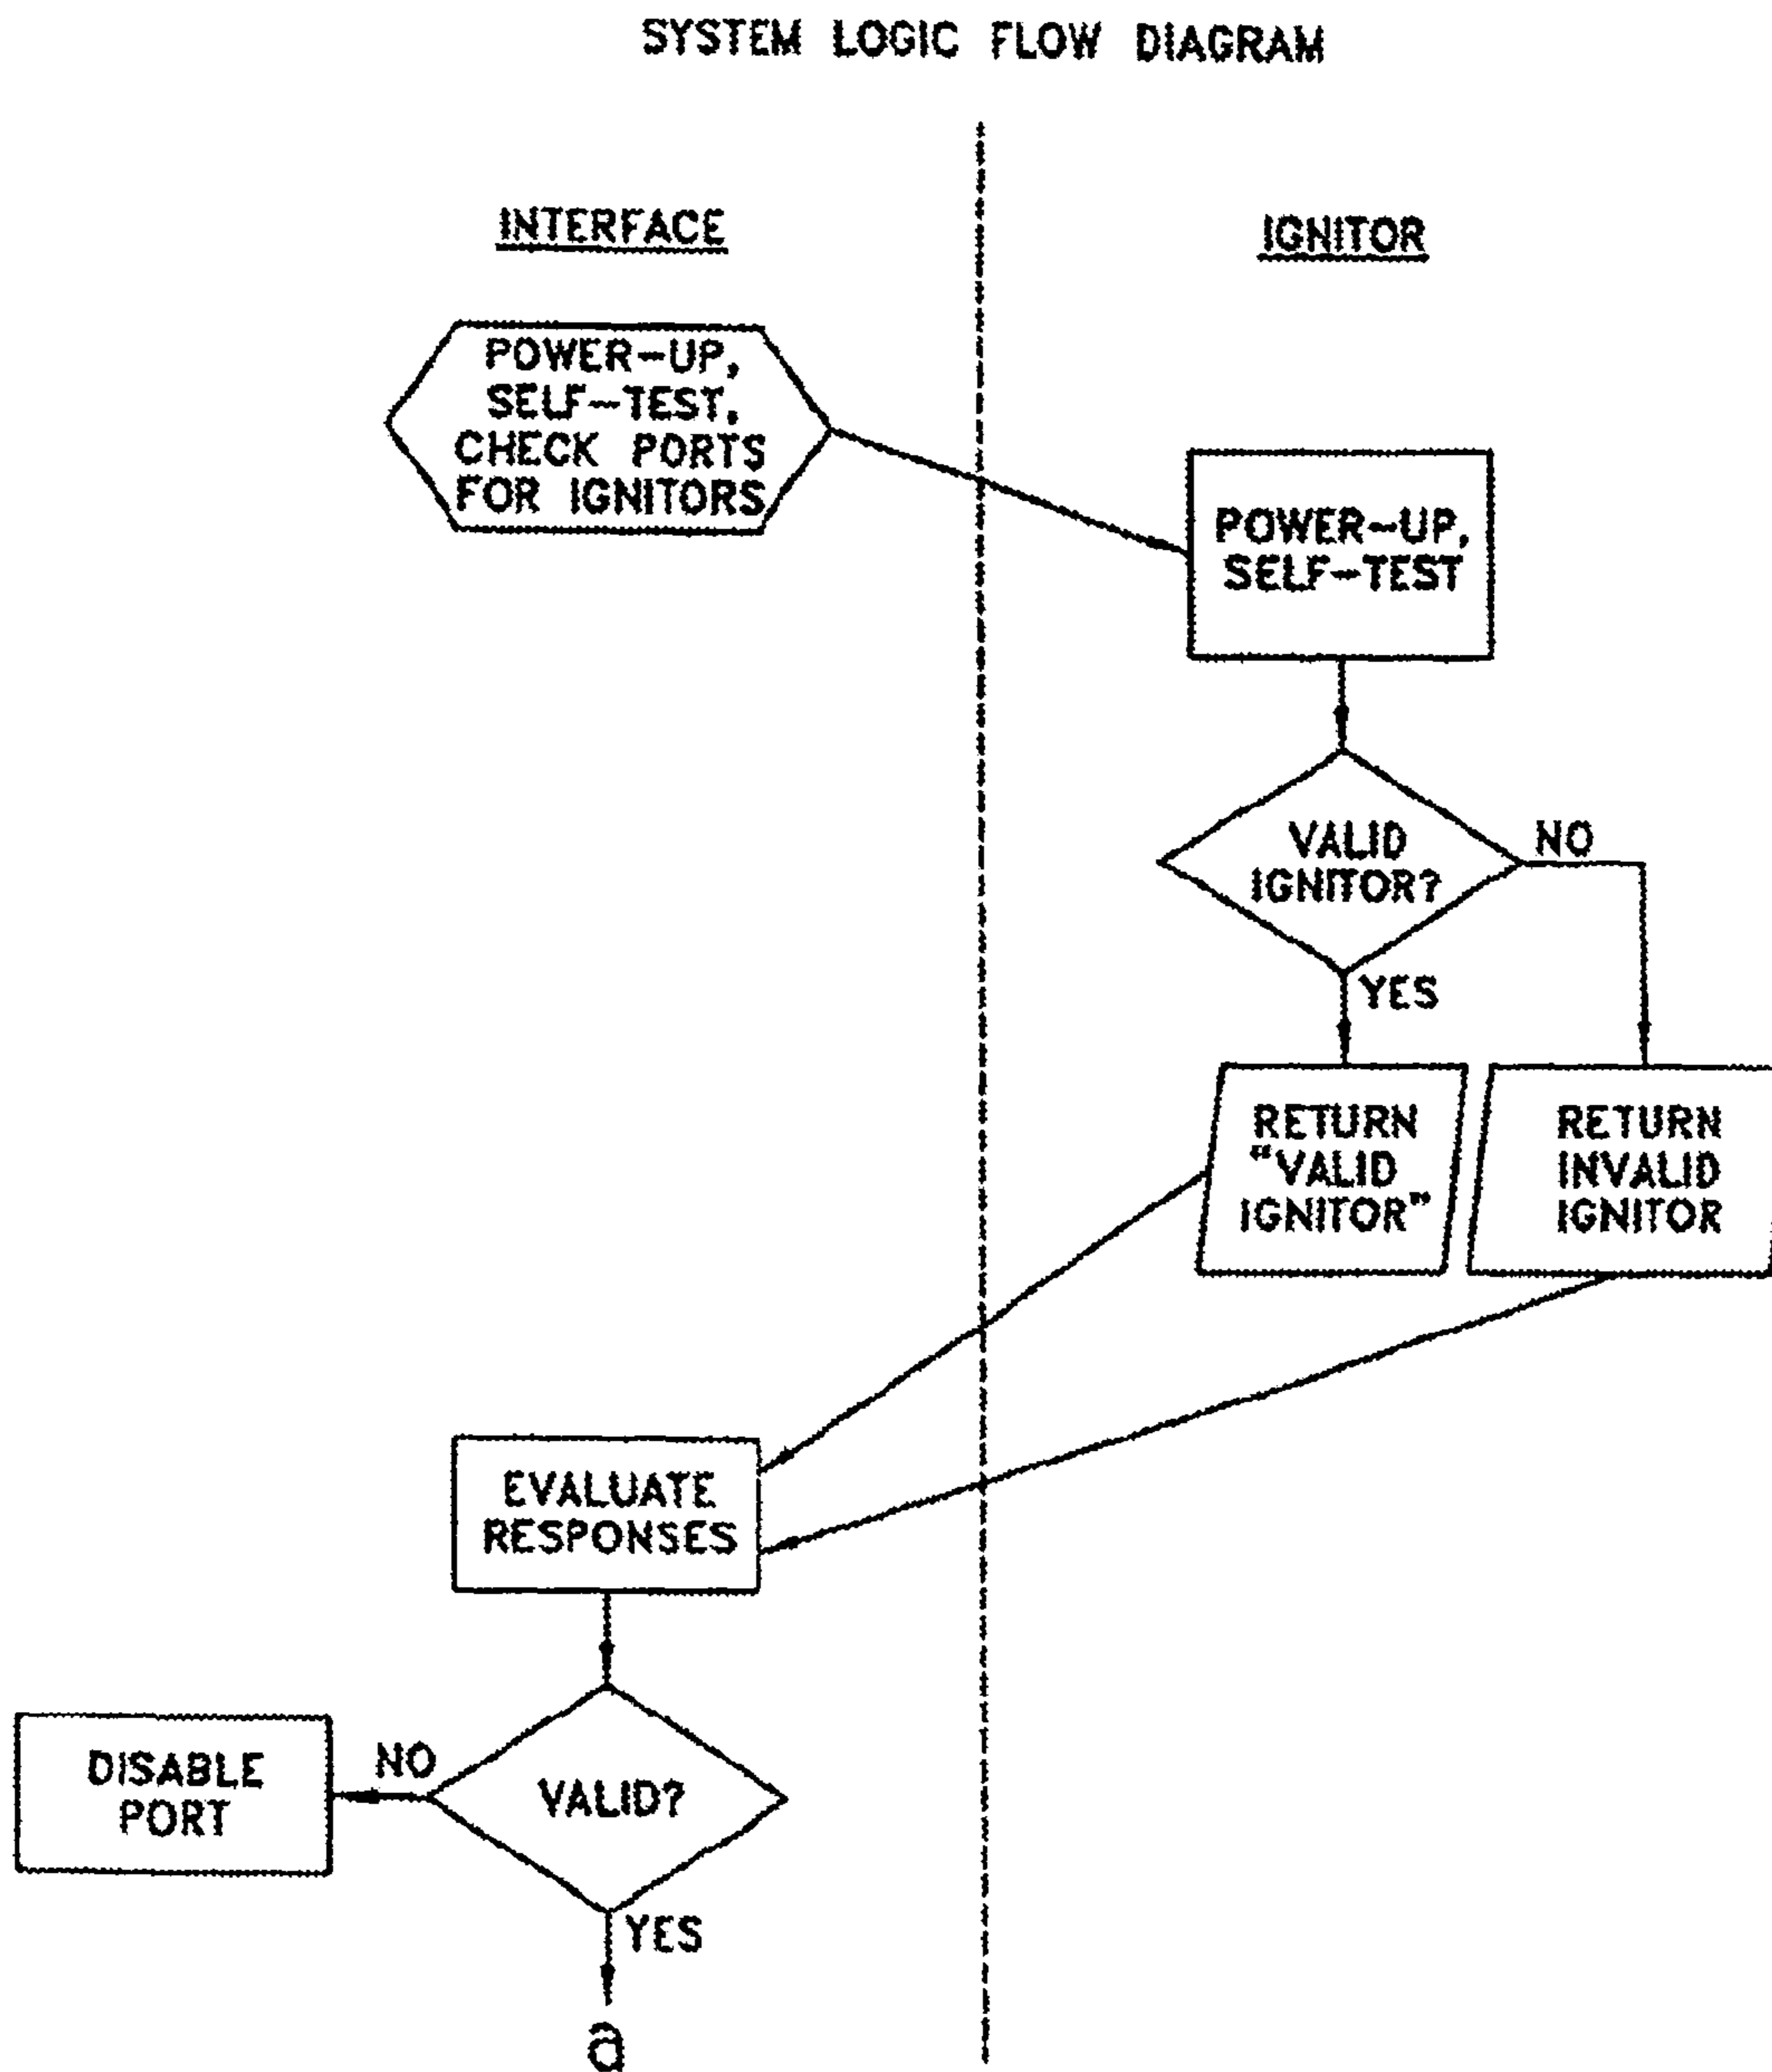 SYSTEM LOGIC FLOW DIAGRAM
INTERFACE
IGNITOR
POWER-UP,
SELF-TEST,
CHECK PORTS
FOR IGNITORS
POWER-UP,
SELF-TEST
VALID
IGNITOR?
NO
YES
RETURN
"VALID
IGNITOR"
RETURN
INVALID
IGNITOR
EVALUATE
RESPONSES
VALID?
NO
DISABLE
PORT
YES
a